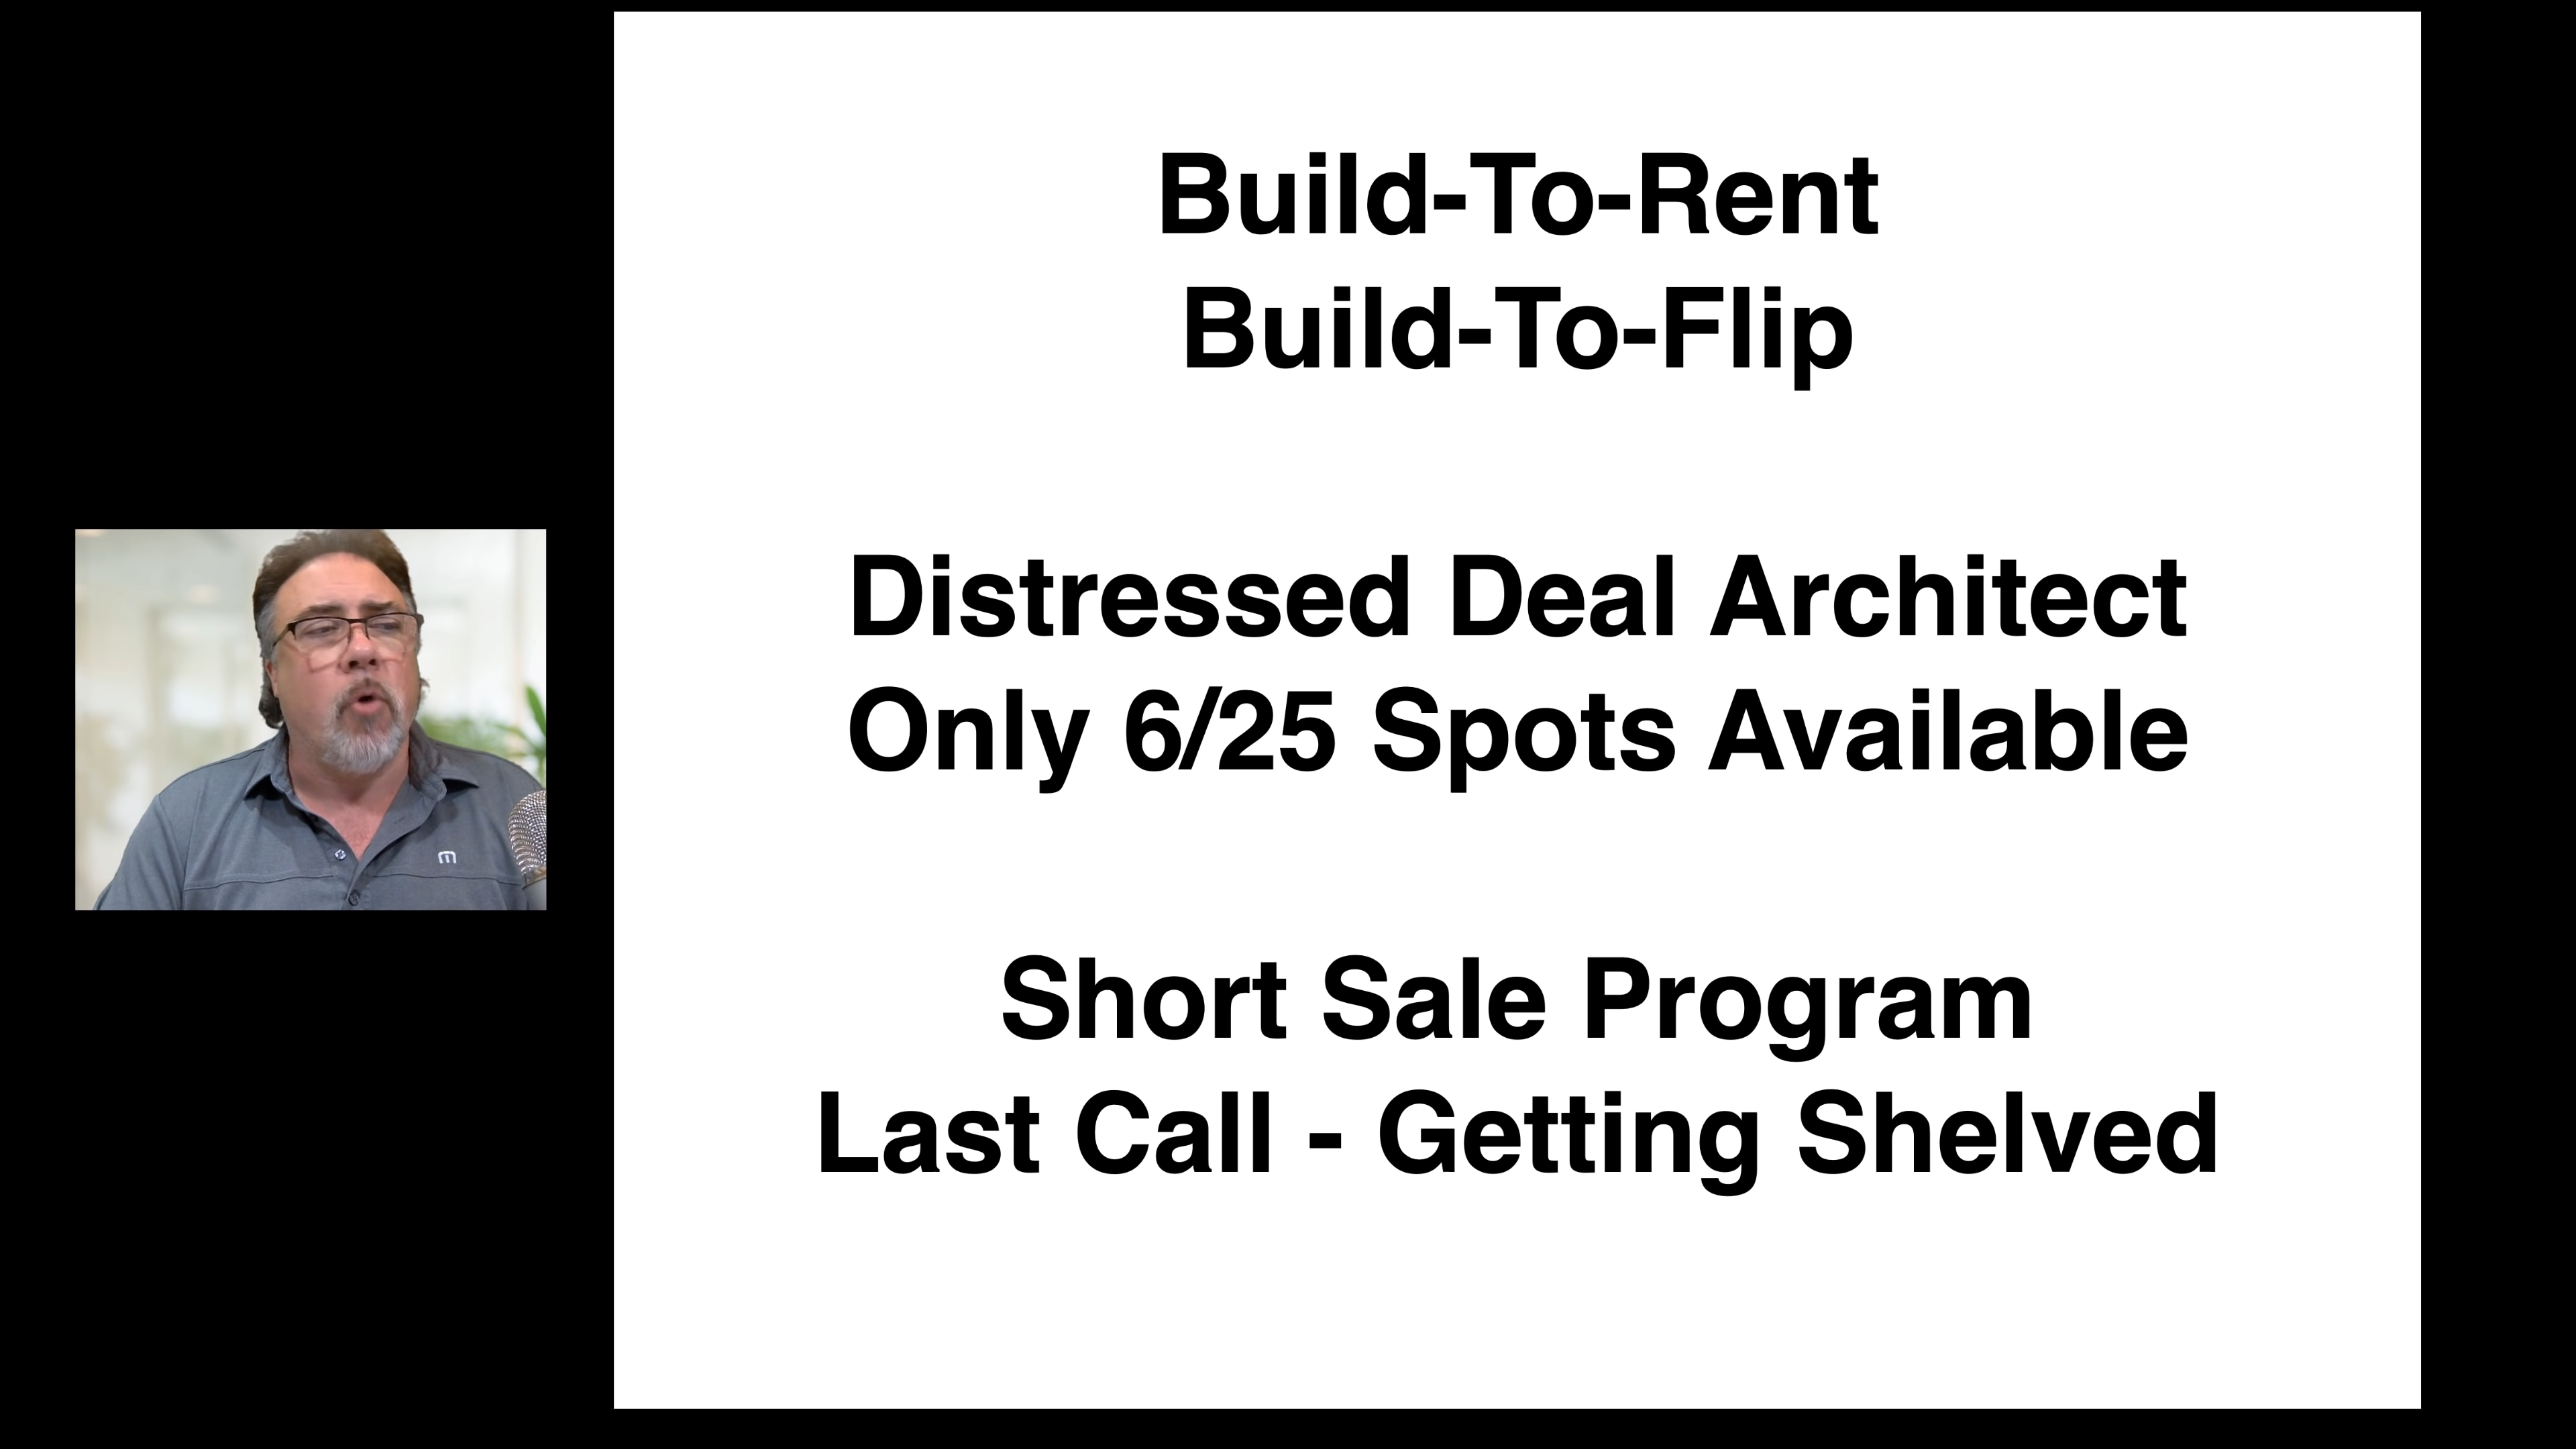 Build-To-Rent
Build-To-Flip
Distressed Deal Architect
Only 6/25 Spots Available
Short Sale Program
Last Call - Getting Shelved